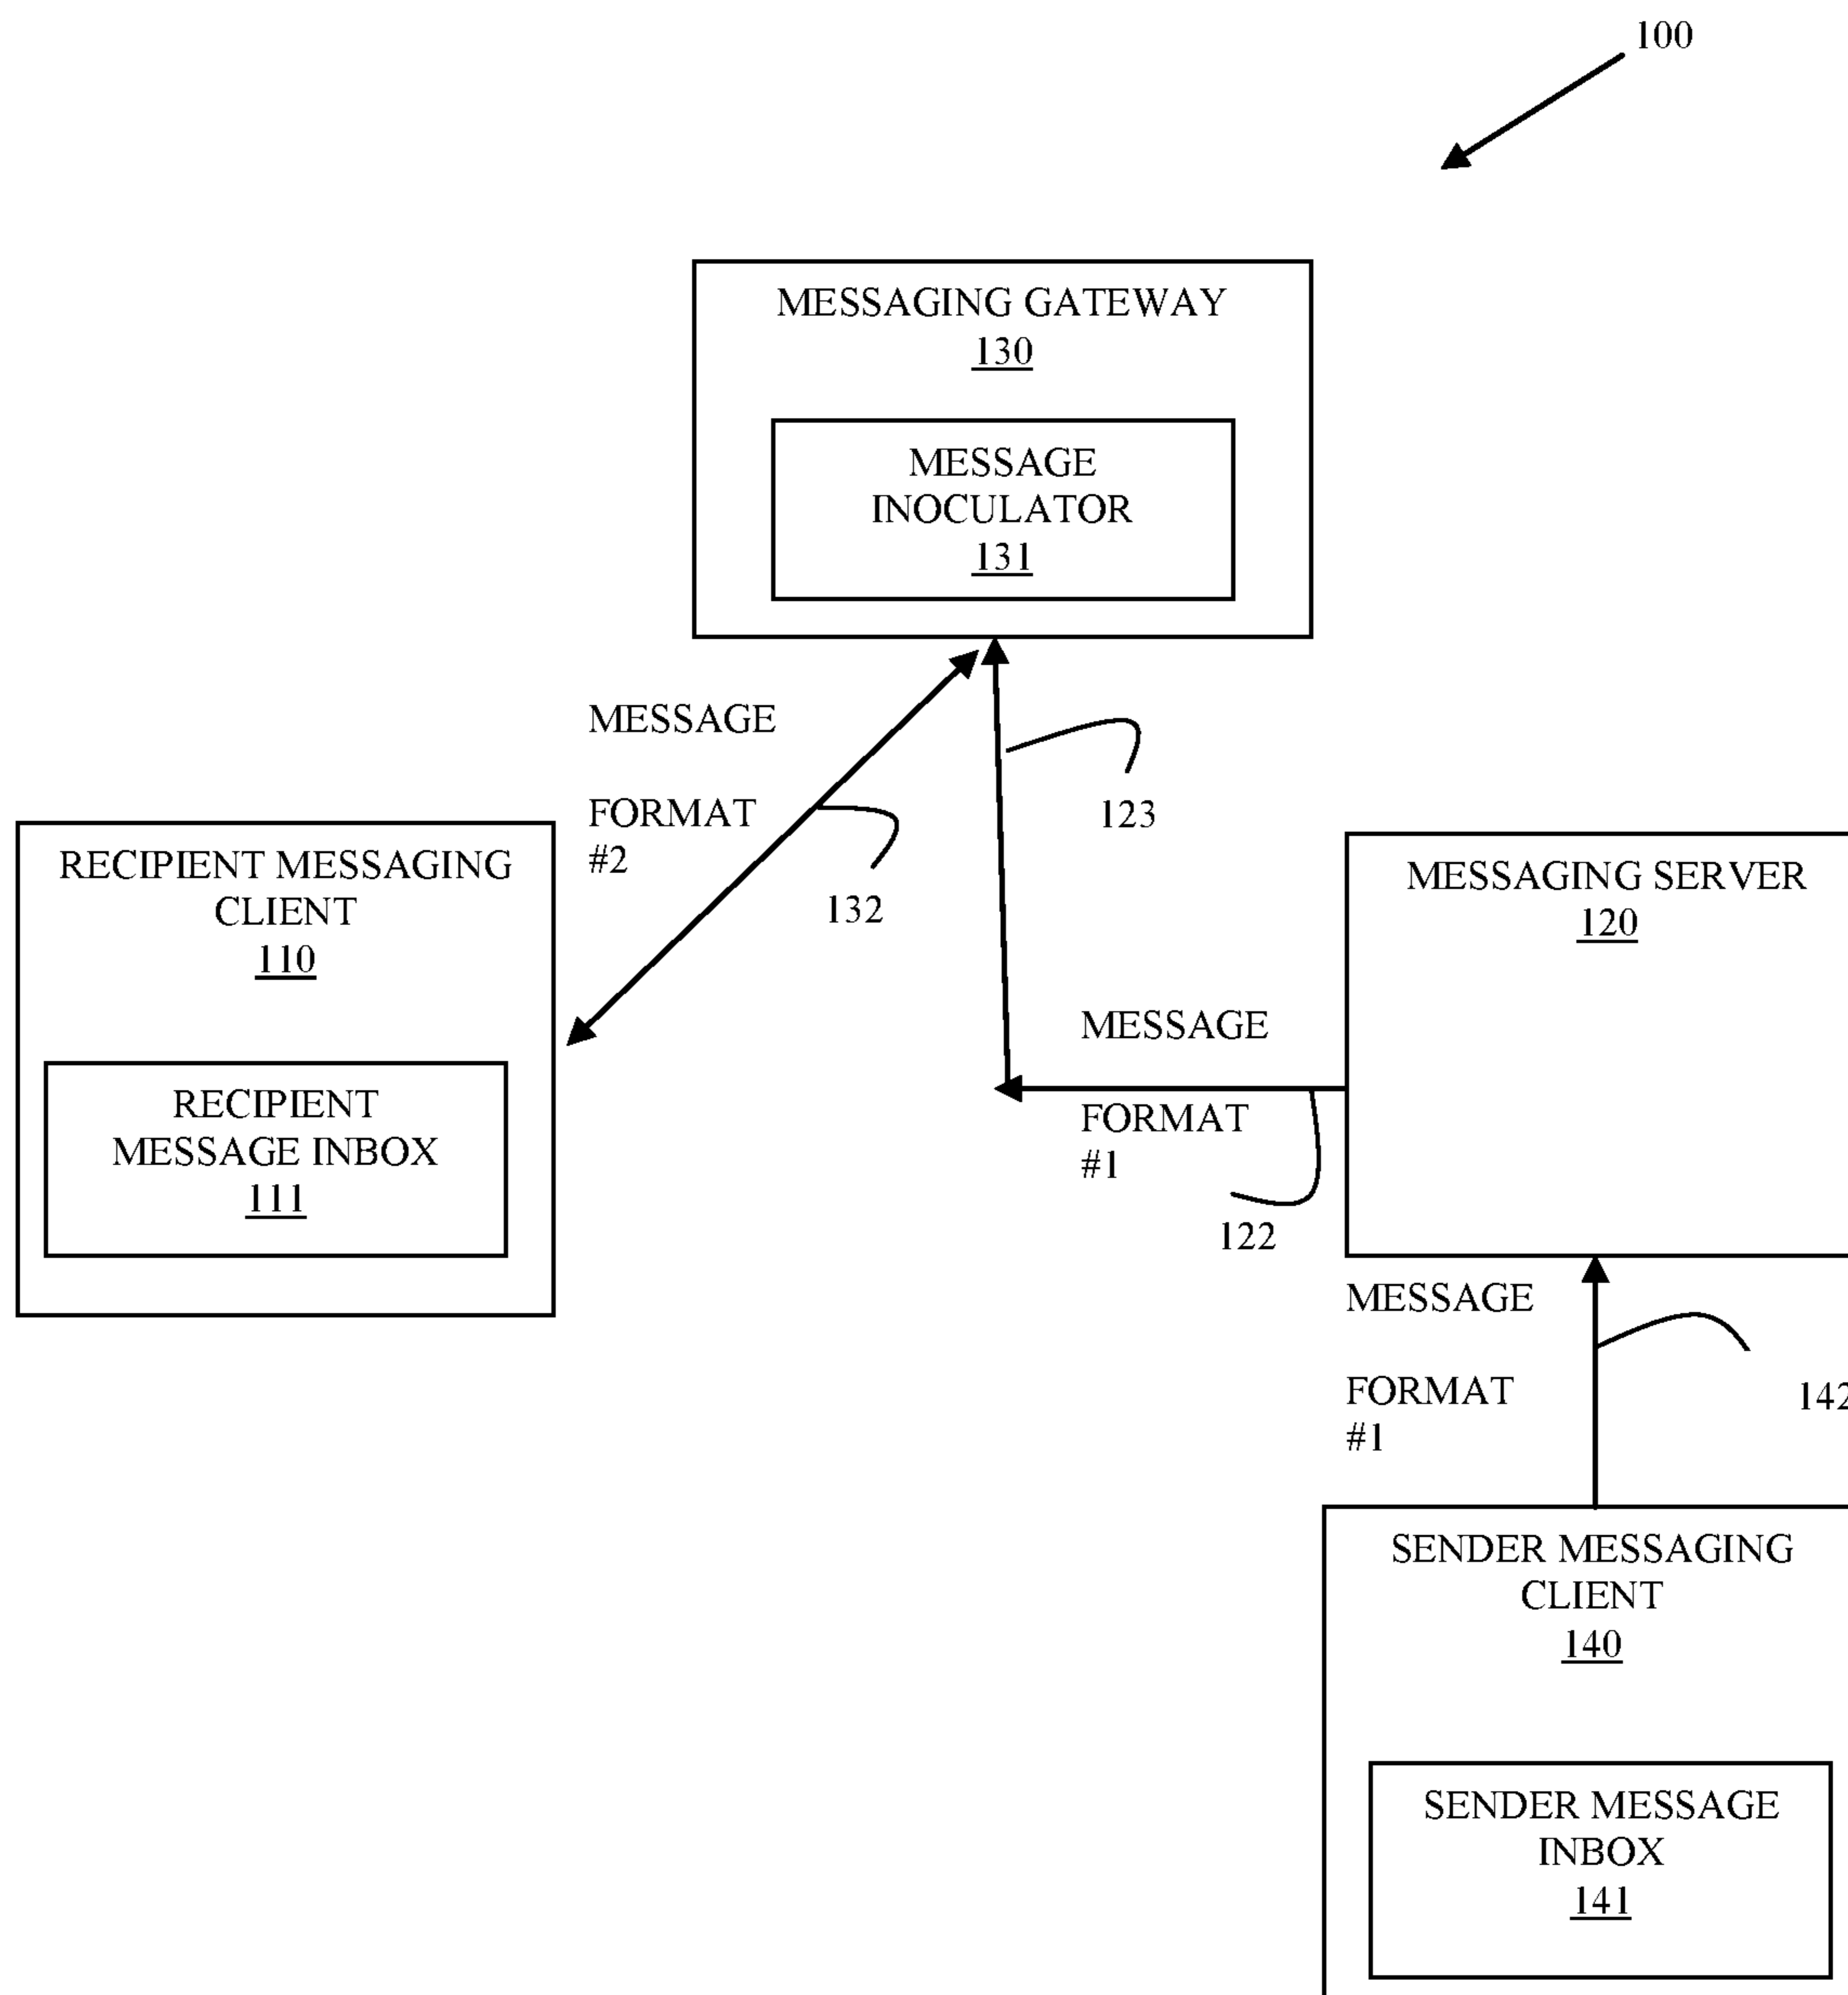 100
MESSAGING GATEWAY
130
MESSAGE
INOCULATOR
131
MESSAGE
FORMAT
#2
132
123
RECIPIENT MESSAGING
CLIENT
110
RECIPIENT
MESSAGE INBOX
111
MESSAGING SERVER
120
MESSAGE
FORMAT
#1
122
MESSAGE
FORMAT
#1
142
SENDER MESSAGING
CLIENT
140
SENDER MESSAGE
INBOX
141